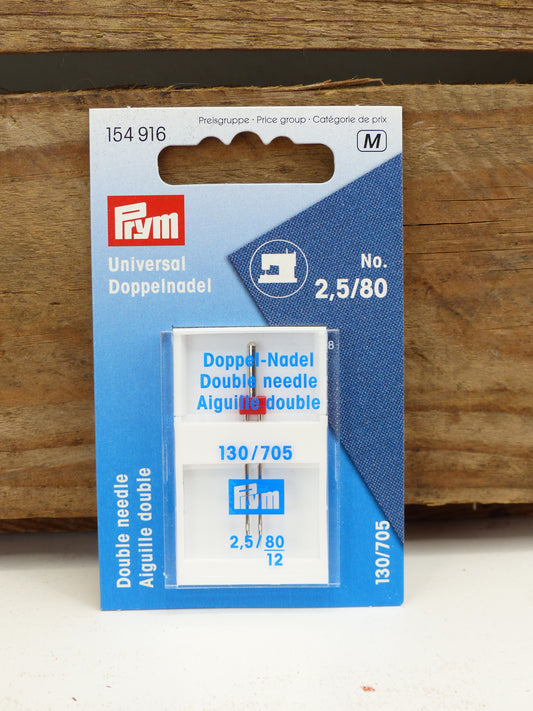 154 916
Preisgruppe · Price group · Catégorie de prix
M
Prym
Universal
Doppelnadel
No.
2,5/80
8
Doppel-Nadel
Double needle
Aiguille double
130/705
Prym
2,5/80
12
Double needle
Aiguille double
130/705